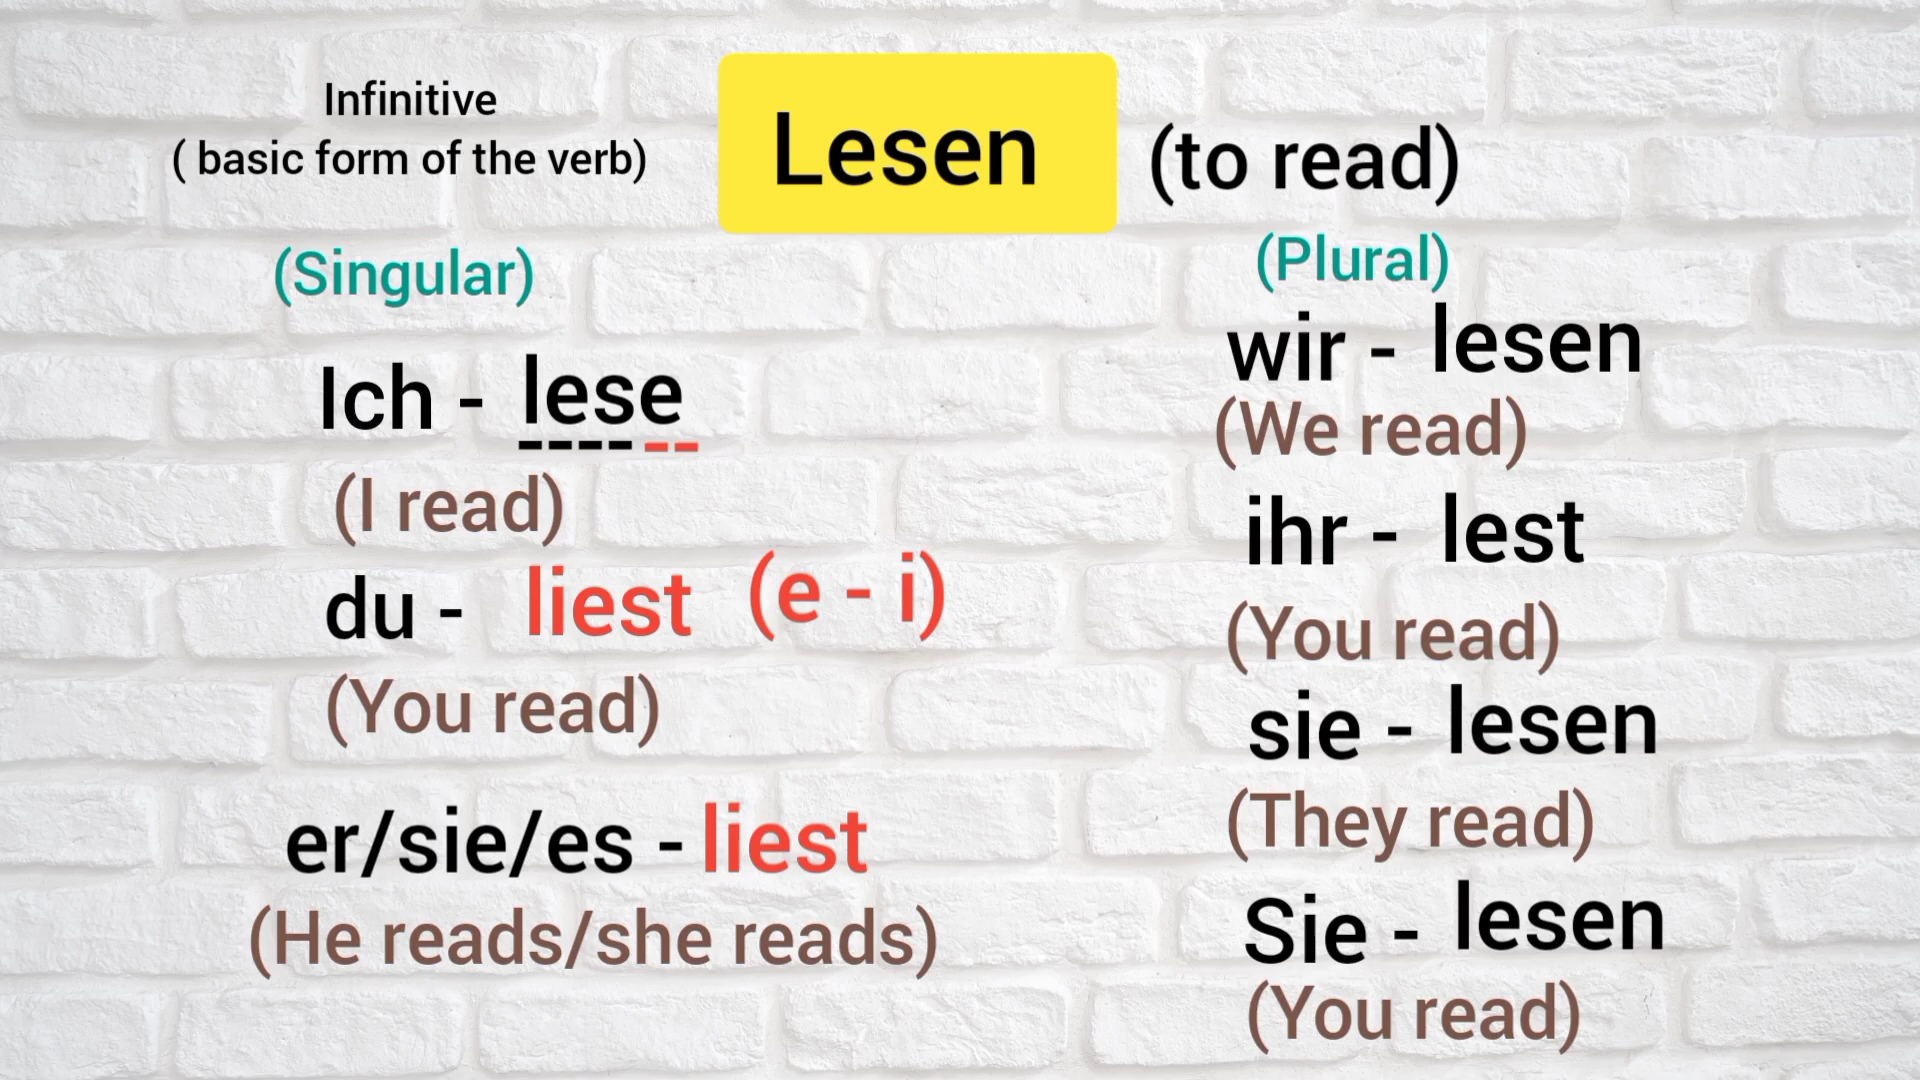 Infinitive
( basic form of the verb)
Lesen
(to read)
(Singular)
Ich - lese
(I read)
du - liest (e - i)
(You read)
er/sie/es - liest
(He reads/she reads)
(Plural)
wir - lesen
(We read)
ihr - lest
(You read)
sie - lesen
(They read)
Sie - lesen
(You read)